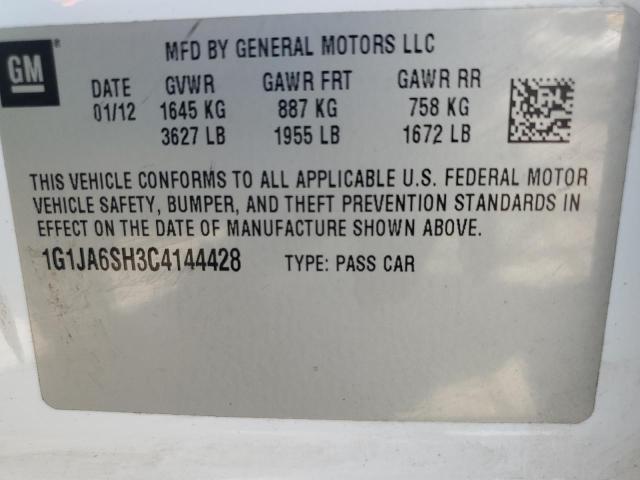 GM
MFD BY GENERAL MOTORS LLC
DATE GVWR GAWR FRT GAWR RR
01/12 1645 KG 887 KG 758 KG
3627 LB 1955 LB 1672 LB
THIS VEHICLE CONFORMS TO ALL APPLICABLE U.S. FEDERAL MOTOR
VEHICLE SAFETY, BUMPER, AND THEFT PREVENTION STANDARDS IN
EFFECT ON THE DATE OF MANUFACTURE SHOWN ABOVE.
1G1JA6SH3C4144428 TYPE: PASS CAR